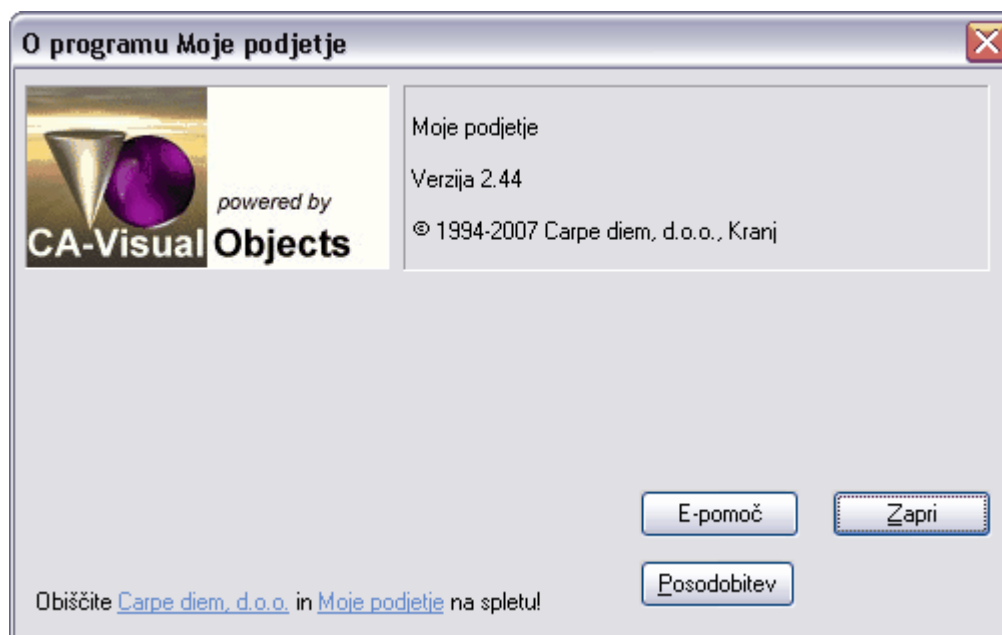 O programu Moje podjetje
powered by
CA-Visual Objects
Moje podjetje
Verzija 2.44
© 1994-2007 Carpe diem, d.o.o., Kranj
E-pomoč
Zapri
Posodobitev
Obiščite Carpe diem, d.o.o. in Moje podjetje na spletu!